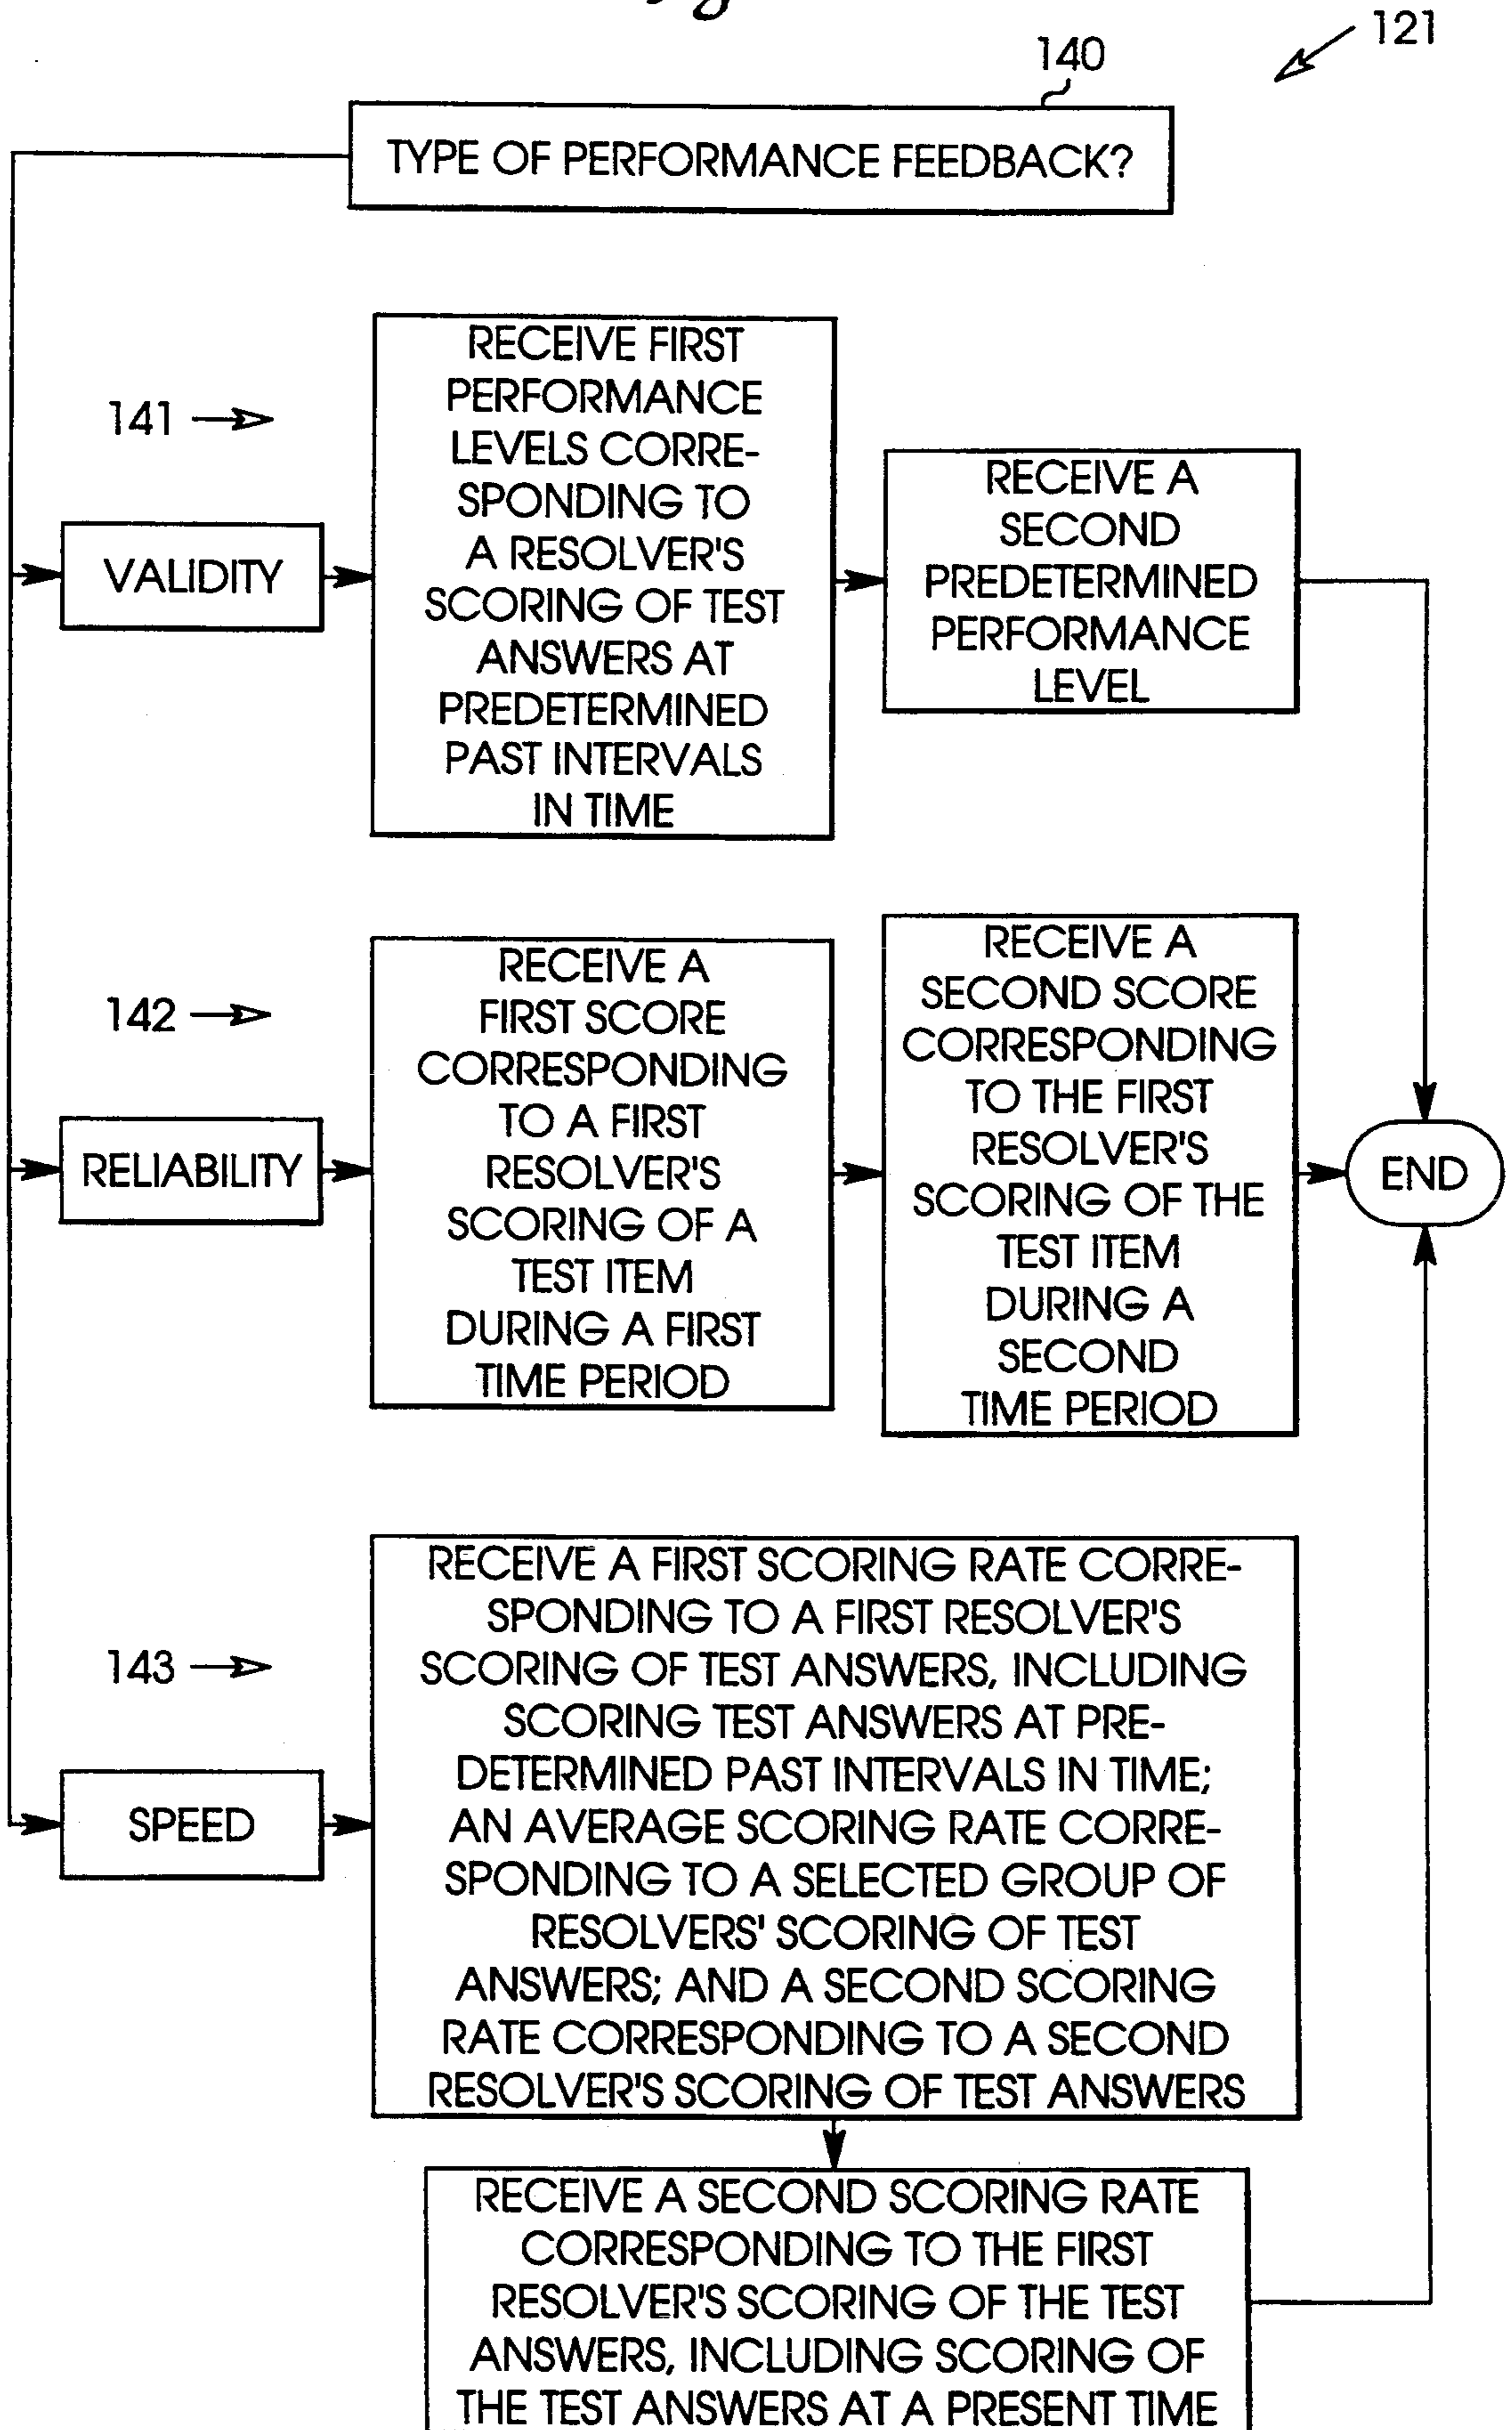 121
140
TYPE OF PERFORMANCE FEEDBACK?
141
VALIDITY
RECEIVE FIRST
PERFORMANCE
LEVELS CORRE-
SPONDING TO
A RESOLVER'S
SCORING OF TEST
ANSWERS AT
PREDETERMINED
PAST INTERVALS
IN TIME
RECEIVE A
SECOND
PREDETERMINED
PERFORMANCE
LEVEL
142
RELIABILITY
RECEIVE A
FIRST SCORE
CORRESPONDING
TO A FIRST
RESOLVER'S
SCORING OF A
TEST ITEM
DURING A FIRST
TIME PERIOD
RECEIVE A
SECOND SCORE
CORRESPONDING
TO THE FIRST
RESOLVER'S
SCORING OF THE
TEST ITEM
DURING A
SECOND
TIME PERIOD
END
143
SPEED
RECEIVE A FIRST SCORING RATE CORRE-
SPONDING TO A FIRST RESOLVER'S
SCORING OF TEST ANSWERS, INCLUDING
SCORING TEST ANSWERS AT PRE-
DETERMINED PAST INTERVALS IN TIME;
AN AVERAGE SCORING RATE CORRE-
SPONDING TO A SELECTED GROUP OF
RESOLVERS' SCORING OF TEST
ANSWERS; AND A SECOND SCORING
RATE CORRESPONDING TO A SECOND
RESOLVER'S SCORING OF TEST ANSWERS
RECEIVE A SECOND SCORING RATE
CORRESPONDING TO THE FIRST
RESOLVER'S SCORING OF THE TEST
ANSWERS, INCLUDING SCORING OF
THE TEST ANSWERS AT A PRESENT TIME